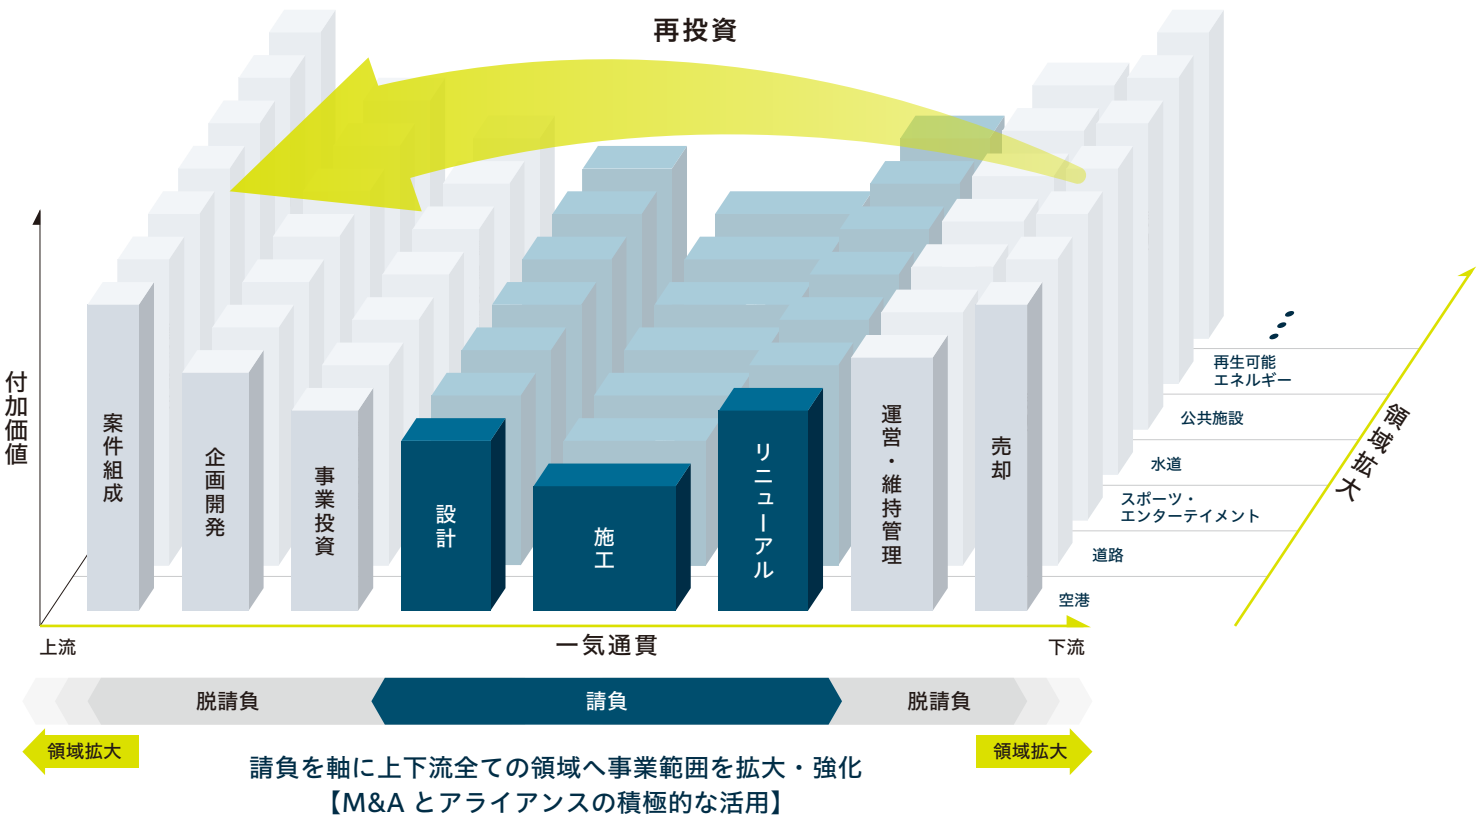 再投資
付加価値
案件組成
企画開発
事業投資
設計
施工
リニューアル
運営・維持管理
売却
再生可能
エネルギー
公共施設
水道
スポーツ・
エンターテイメント
道路
空港
領域拡大
上流
一気通貫
下流
脱請負
請負
脱請負
領域拡大
領域拡大
請負を軸に上下流全ての領域へ事業範囲を拡大・強化
【M&A とアライアンスの積極的な活用】